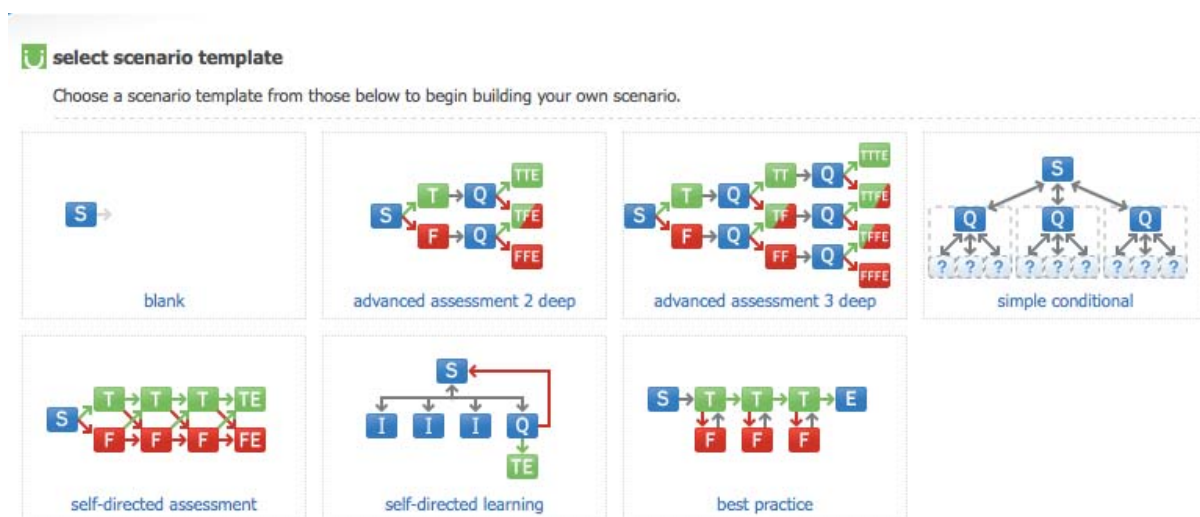 select scenario template
Choose a scenario template from those below to begin building your own scenario.
S
blank
S T Q TTE
TFE
F Q FFE
advanced assessment 2 deep
S T Q TT Q TTTE
TTFE
F Q TF Q TFFE
FF Q FFFE
advanced assessment 3 deep
S
Q Q Q
? ? ? ? ? ? ? ? ?
simple conditional
S T T T TE
F F F FE
self-directed assessment
S
I I I Q
TE
self-directed learning
S T T T E
F F F
best practice